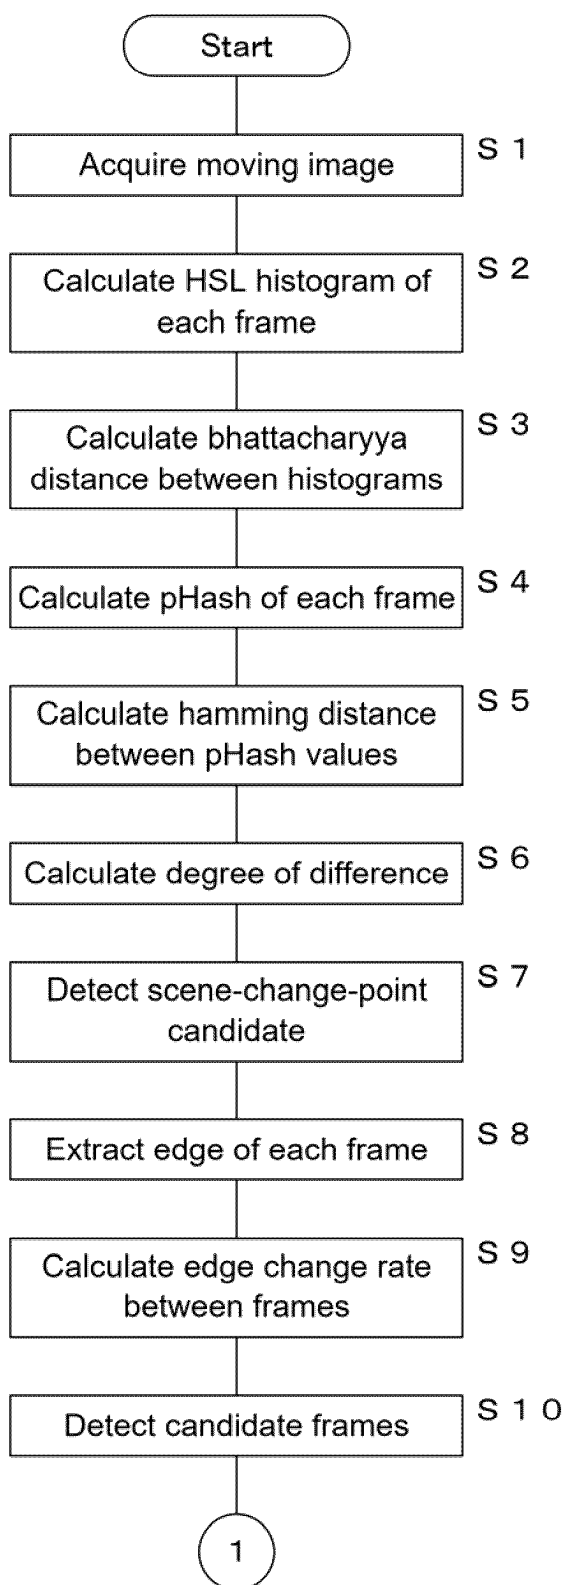 Start
S 1
Acquire moving image
S 2
Calculate HSL histogram of
each frame
S 3
Calculate bhattacharyya
distance between histograms
S 4
Calculate pHash of each frame
S 5
Calculate hamming distance
between pHash values
S 6
Calculate degree of difference
S 7
Detect scene-change-point
candidate
S 8
Extract edge of each frame
S 9
Calculate edge change rate
between frames
S 1 0
Detect candidate frames
1